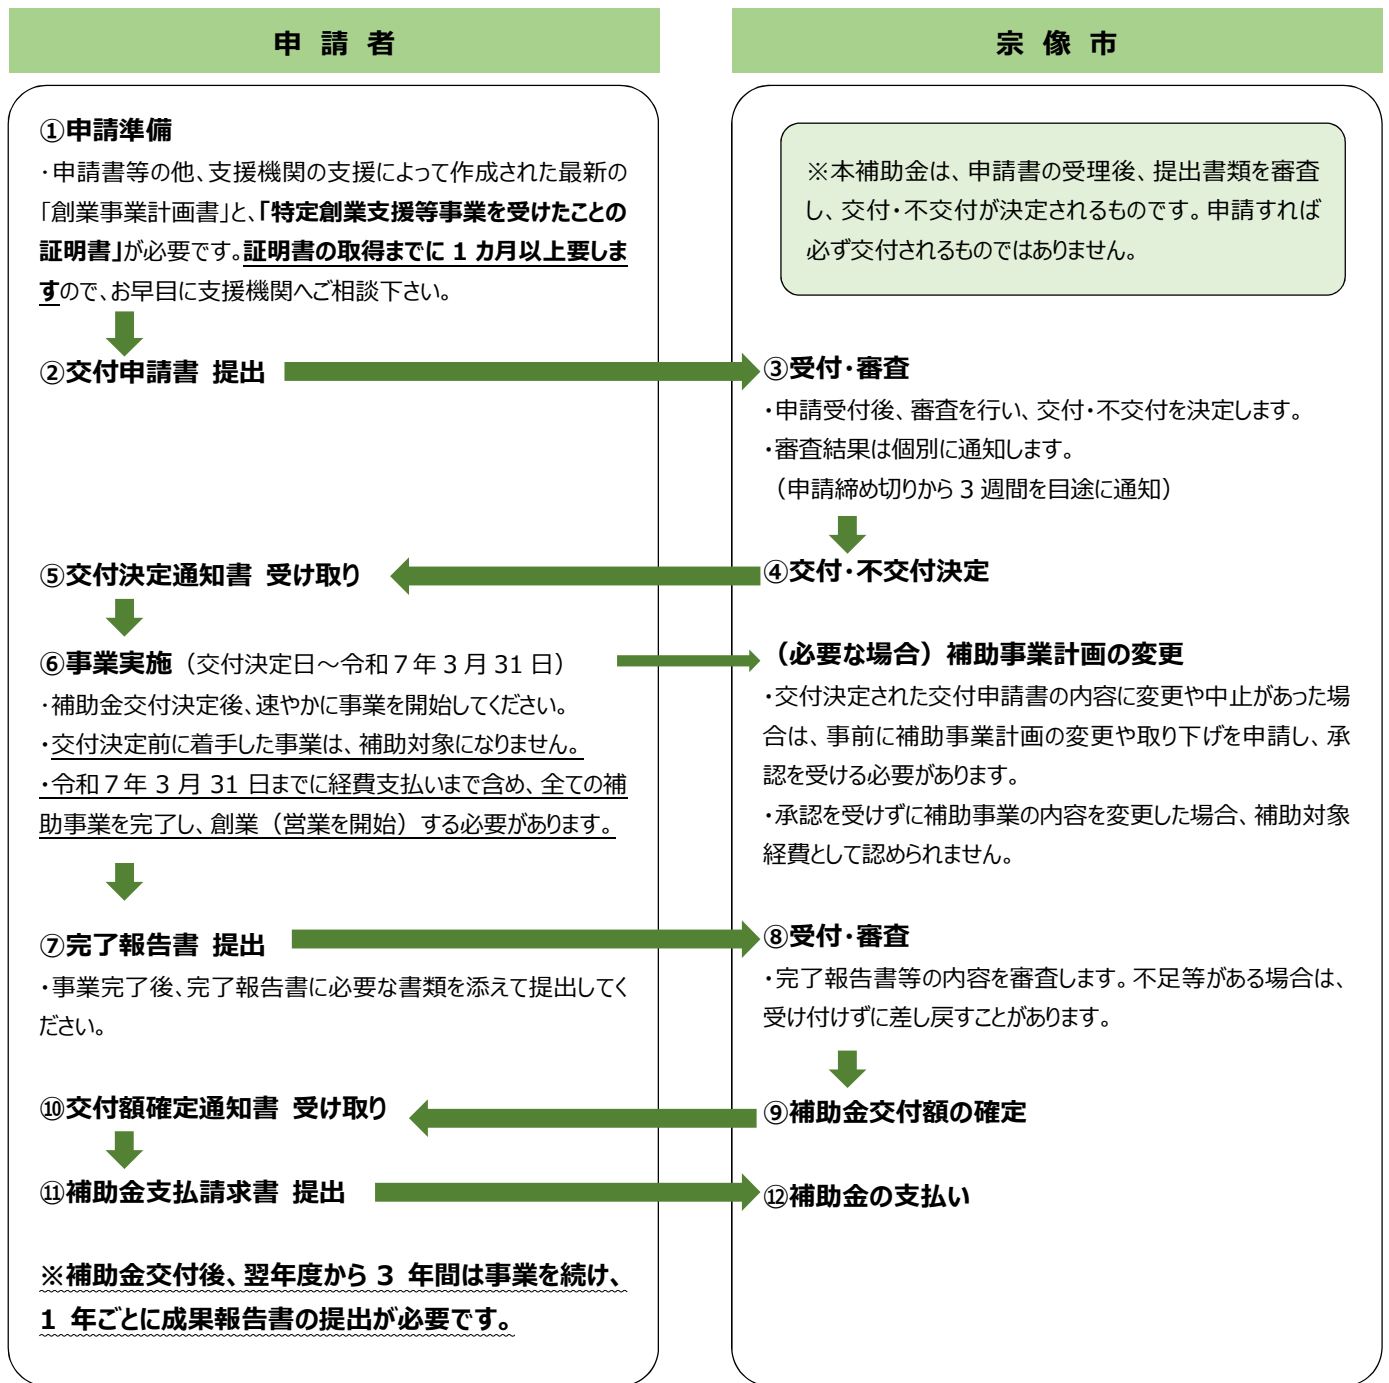 申請者
①申請準備
・申請書等の他、支援機関の支援によって作成された最新の
「創業事業計画書」と、「特定創業支援等事業を受けたことの
証明書」が必要です。証明書の取得までに 1 カ月以上要しま
すので、お早目に支援機関へご相談下さい。
②交付申請書 提出
⑤交付決定通知書 受け取り
⑥事業実施（交付決定日～令和７年 3 月 31 日）
・補助金交付決定後、速やかに事業を開始してください。
・交付決定前に着手した事業は、補助対象になりません。
・令和７年 3 月 31 日までに経費支払いまで含め、全ての補
助事業を完了し、創業（営業を開始）する必要があります。
⑦完了報告書 提出
・事業完了後、完了報告書に必要な書類を添えて提出してく
ださい。
⑩交付額確定通知書 受け取り
⑪補助金支払請求書 提出
※補助金交付後、翌年度から 3 年間は事業を続け、
1 年ごとに成果報告書の提出が必要です。
宗像市
※本補助金は、申請書の受理後、提出書類を審査
し、交付・不交付が決定されるものです。申請すれば
必ず交付されるものではありません。
③受付・審査
・申請受付後、審査を行い、交付・不交付を決定します。
・審査結果は個別に通知します。
（申請締め切りから 3 週間を目途に通知）
④交付・不交付決定
（必要な場合）補助事業計画の変更
・交付決定された交付申請書の内容に変更や中止があった場
合は、事前に補助事業計画の変更や取り下げを申請し、承
認を受ける必要があります。
・承認を受けずに補助事業の内容を変更した場合、補助対象
経費として認められません。
⑧受付・審査
・完了報告書等の内容を審査します。不足等がある場合は、
受け付けずに差し戻すことがあります。
⑨補助金交付額の確定
⑫補助金の支払い